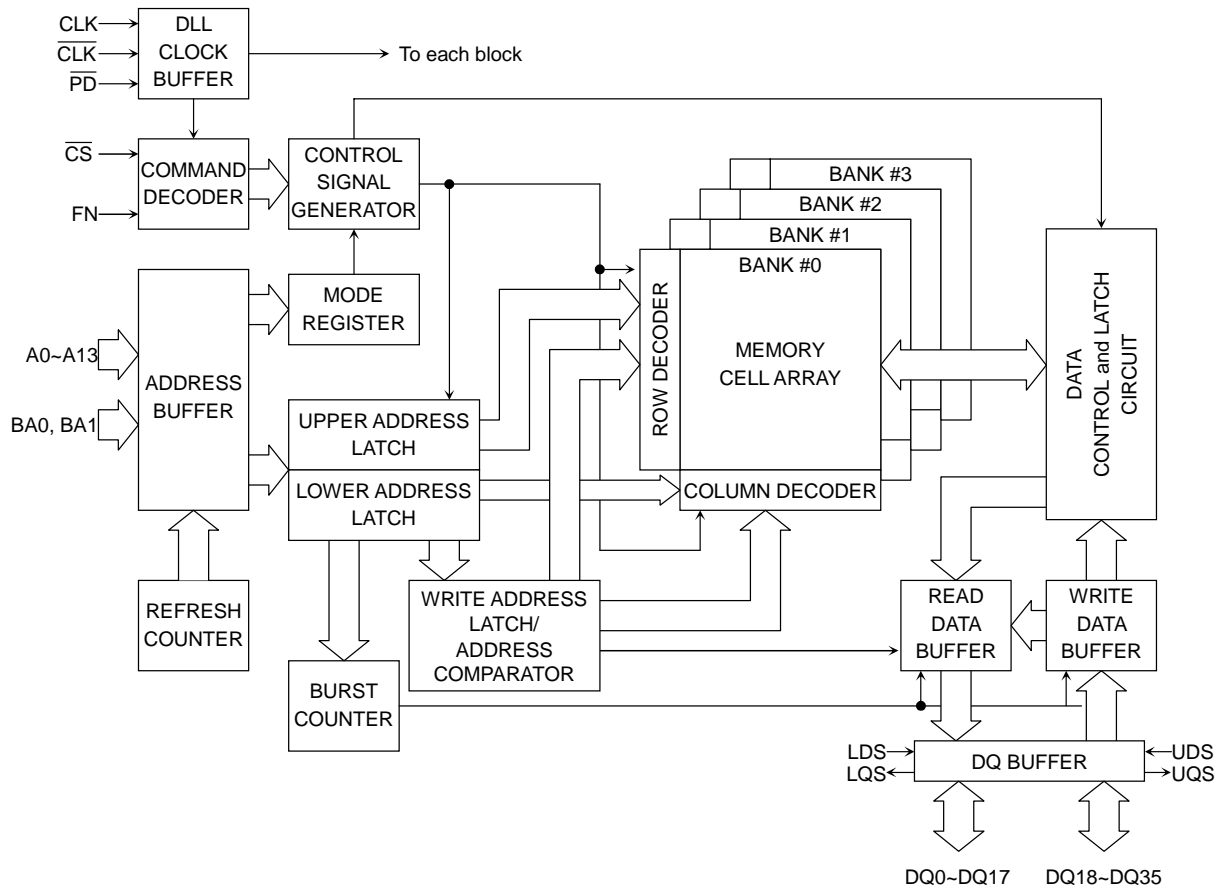 CLK
CLK
PD
DLL
CLOCK
BUFFER
To each block
CS
FN
COMMAND
DECODER
CONTROL
SIGNAL
GENERATOR
BANK #3
BANK #2
BANK #1
BANK #0
MODE
REGISTER
A0~A13
BA0, BA1
ADDRESS
BUFFER
UPPER ADDRESS
LATCH
LOWER ADDRESS
LATCH
ROW DECODER
MEMORY
CELL ARRAY
COLUMN DECODER
DATA
CONTROL and LATCH
CIRCUIT
REFRESH
COUNTER
WRITE ADDRESS
LATCH/
ADDRESS
COMPARATOR
BURST
COUNTER
READ
DATA
BUFFER
WRITE
DATA
BUFFER
LDS
LQS
DQ BUFFER
UDS
UQS
DQ0~DQ17
DQ18~DQ35